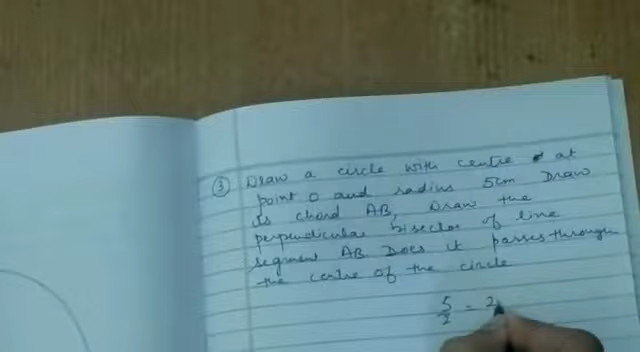 ③ Draw a circle with centre at
point O and radius 5cm Draw
its chord AB, Draw the
perpendicular bisector of line
segment AB Does it passes through
the centre of the circle
5/2 = 2